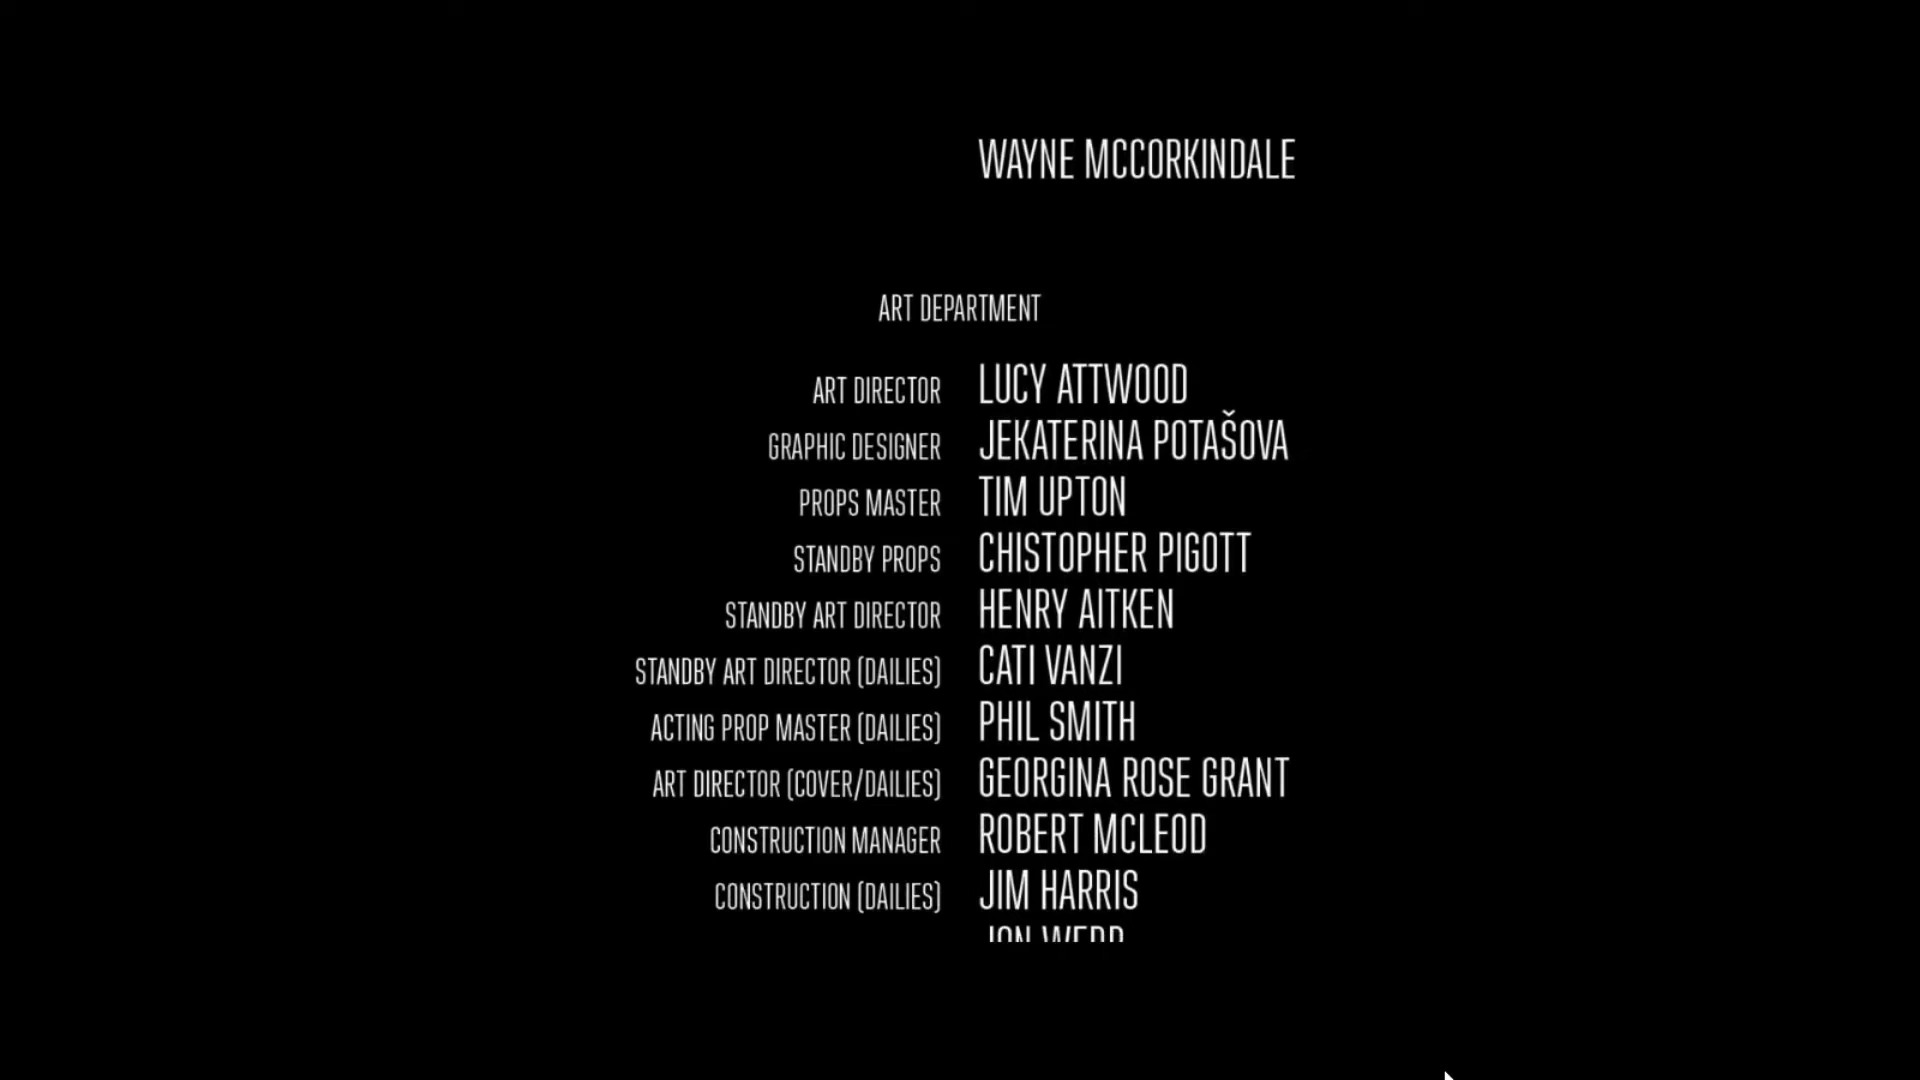 WAYNE MCCORKINDALE
ART DEPARTMENT
ART DIRECTOR LUCY ATTWOOD
GRAPHIC DESIGNER JEKATERINA POTAŠOVA
PROPS MASTER TIM UPTON
STANDBY PROPS CHISTOPHER PIGOTT
STANDBY ART DIRECTOR HENRY AITKEN
STANDBY ART DIRECTOR (DAILIES) CATI VANZI
ACTING PROP MASTER (DAILIES) PHIL SMITH
ART DIRECTOR (COVER/DAILIES) GEORGINA ROSE GRANT
CONSTRUCTION MANAGER ROBERT MCLEOD
CONSTRUCTION (DAILIES) JIM HARRIS